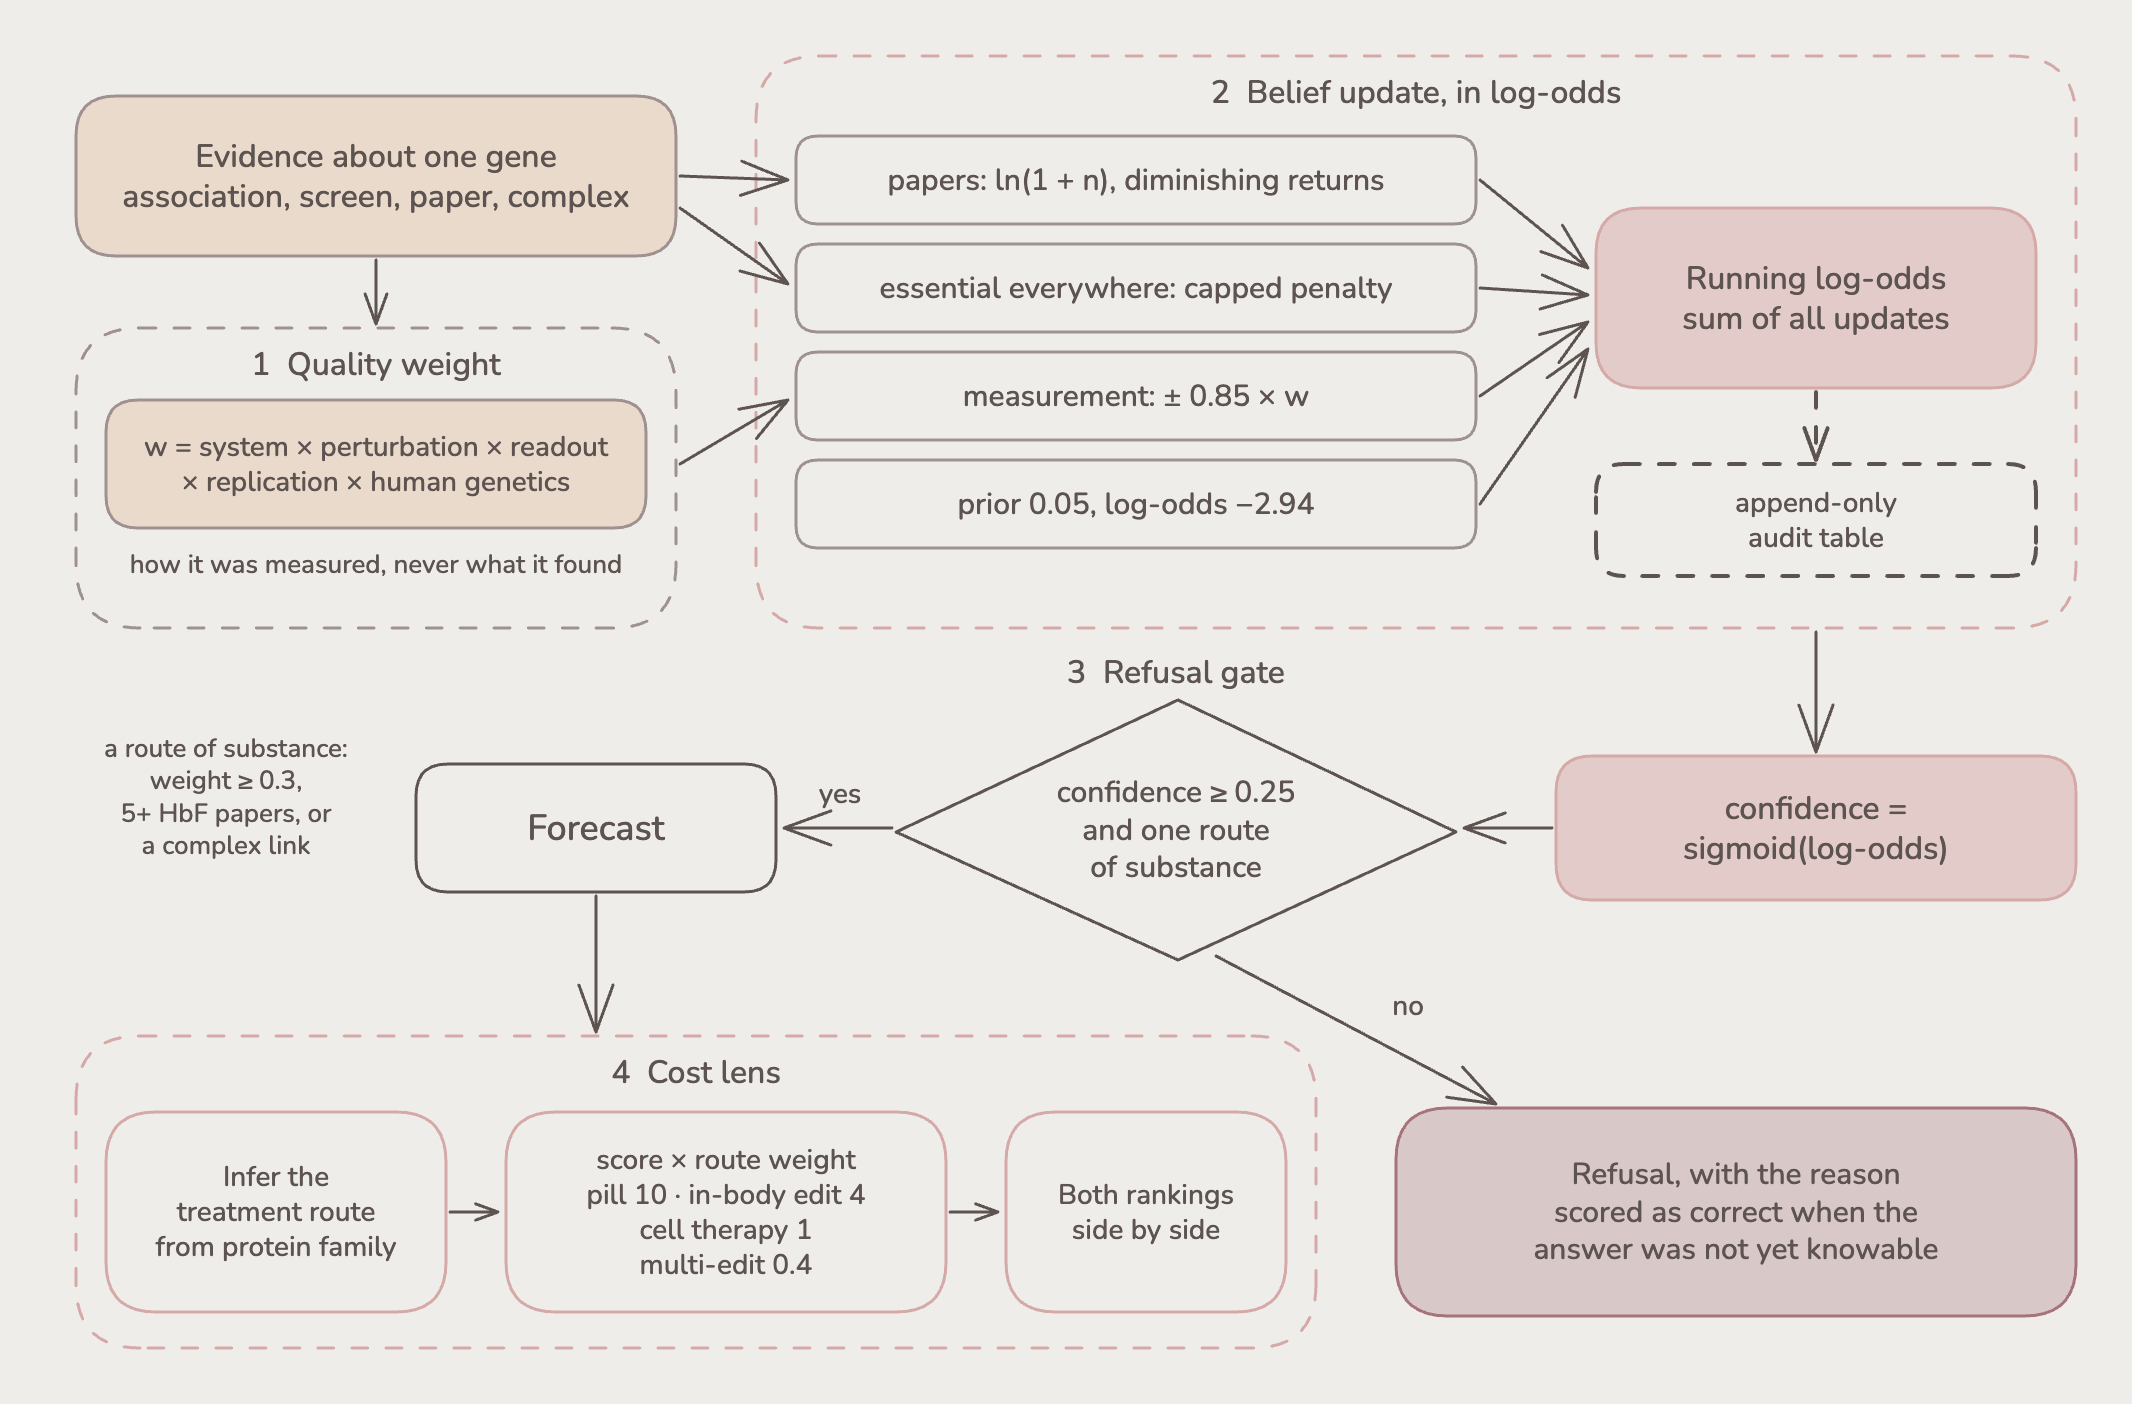 Evidence about one gene
association, screen, paper, complex
1 Quality weight
w = system × perturbation × readout
× replication × human genetics
how it was measured, never what it found
2 Belief update, in log-odds
papers: ln(1 + n), diminishing returns
essential everywhere: capped penalty
measurement: ± 0.85 × w
prior 0.05, log-odds −2.94
Running log-odds
sum of all updates
append-only
audit table
3 Refusal gate
confidence =
sigmoid(log-odds)
confidence ≥ 0.25
and one route
of substance
yes
Forecast
a route of substance:
weight ≥ 0.3,
5+ HbF papers, or
a complex link
no
4 Cost lens
Infer the
treatment route
from protein family
score × route weight
pill 10 · in-body edit 4
cell therapy 1
multi-edit 0.4
Both rankings
side by side
Refusal, with the reason
scored as correct when the
answer was not yet knowable